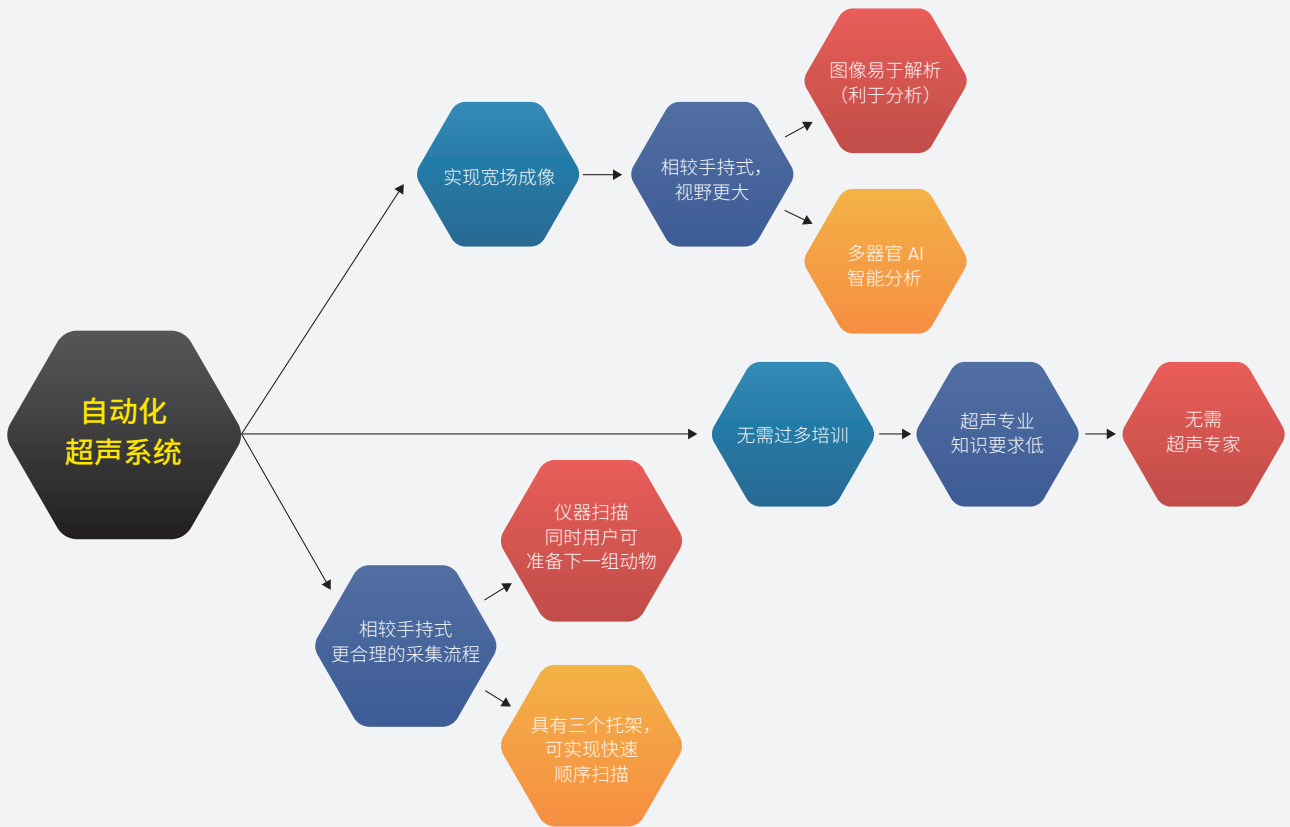 自动化
超声系统
实现宽场成像
相较手持式，
视野更大
图像易于解析
（利于分析）
多器官 AI
智能分析
无需过多培训
超声专业
知识要求低
无需
超声专家
相较手持式
更合理的采集流程
仪器扫描
同时用户可
准备下一组动物
具有三个托架，
可实现快速
顺序扫描